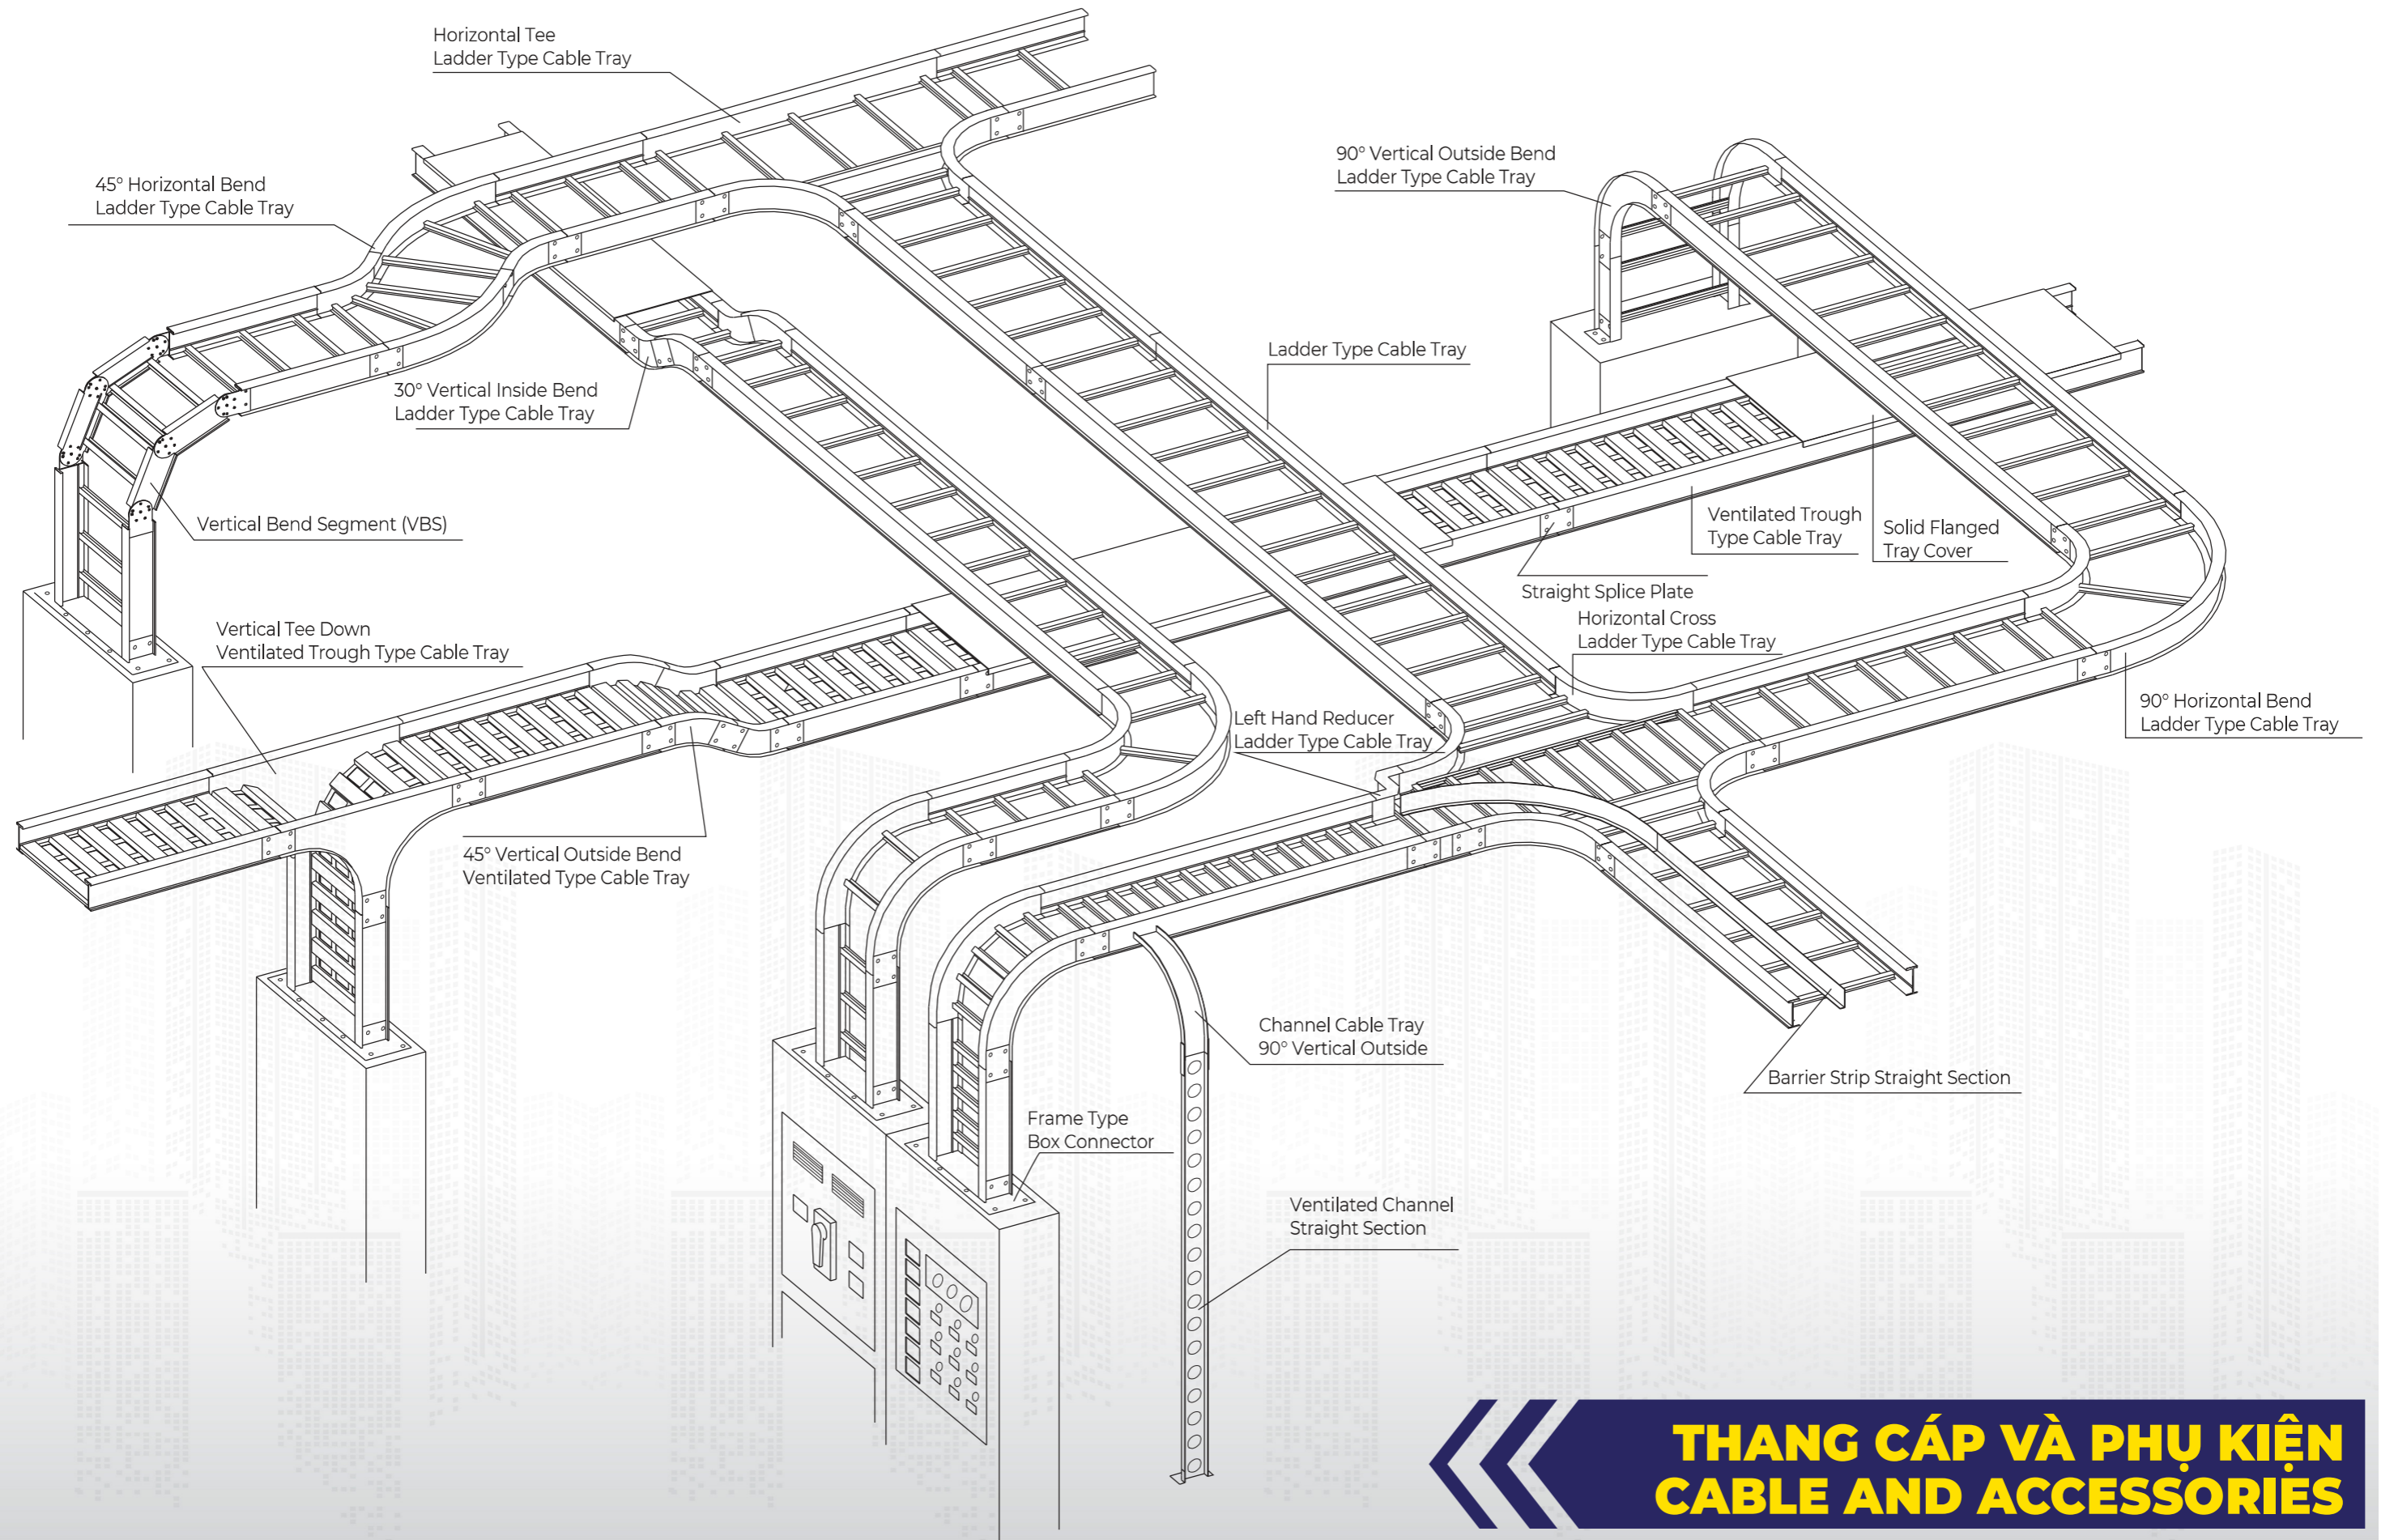 Horizontal Tee
Ladder Type Cable Tray
45° Horizontal Bend
Ladder Type Cable Tray
90° Vertical Outside Bend
Ladder Type Cable Tray
Ladder Type Cable Tray
30° Vertical Inside Bend
Ladder Type Cable Tray
Vertical Bend Segment (VBS)
Ventilated Trough
Type Cable Tray
Solid Flanged
Tray Cover
Straight Splice Plate
Horizontal Cross
Ladder Type Cable Tray
Vertical Tee Down
Ventilated Trough Type Cable Tray
90° Horizontal Bend
Ladder Type Cable Tray
Left Hand Reducer
Ladder Type Cable Tray
45° Vertical Outside Bend
Ventilated Type Cable Tray
Channel Cable Tray
90° Vertical Outside
Barrier Strip Straight Section
Frame Type
Box Connector
Ventilated Channel
Straight Section
THANG CÁP VÀ PHỤ KIỆN
CABLE AND ACCESSORIES